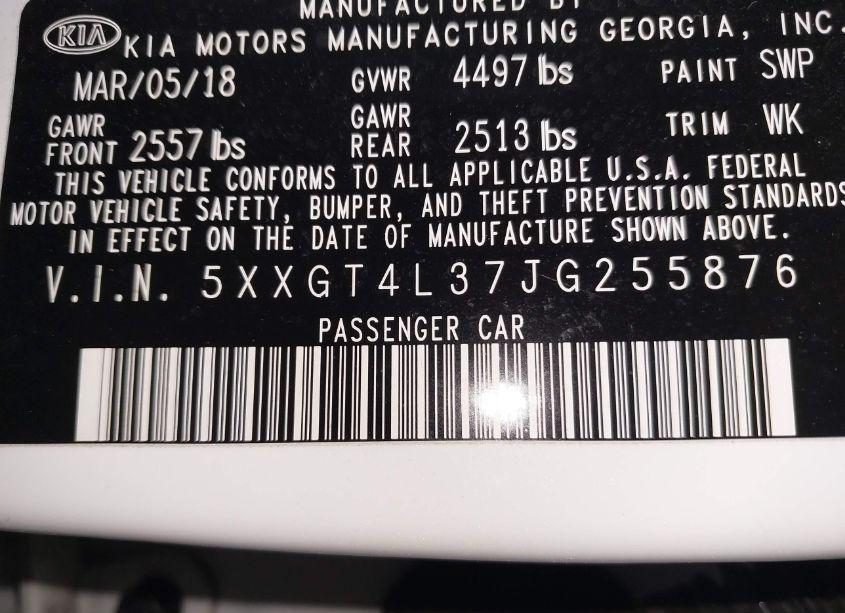 MANUFACTURED BY
KIA KIA MOTORS MANUFACTURING GEORGIA, INC.
MAR/05/18 GVWR 4497 lbs PAINT SWP
GAWR FRONT 2557 lbs GAWR REAR 2513 lbs TRIM WK
THIS VEHICLE CONFORMS TO ALL APPLICABLE U.S.A. FEDERAL
MOTOR VEHICLE SAFETY, BUMPER, AND THEFT PREVENTION STANDARDS
IN EFFECT ON THE DATE OF MANUFACTURE SHOWN ABOVE.
V.I.N. 5XXGT4L37JG255876
PASSENGER CAR